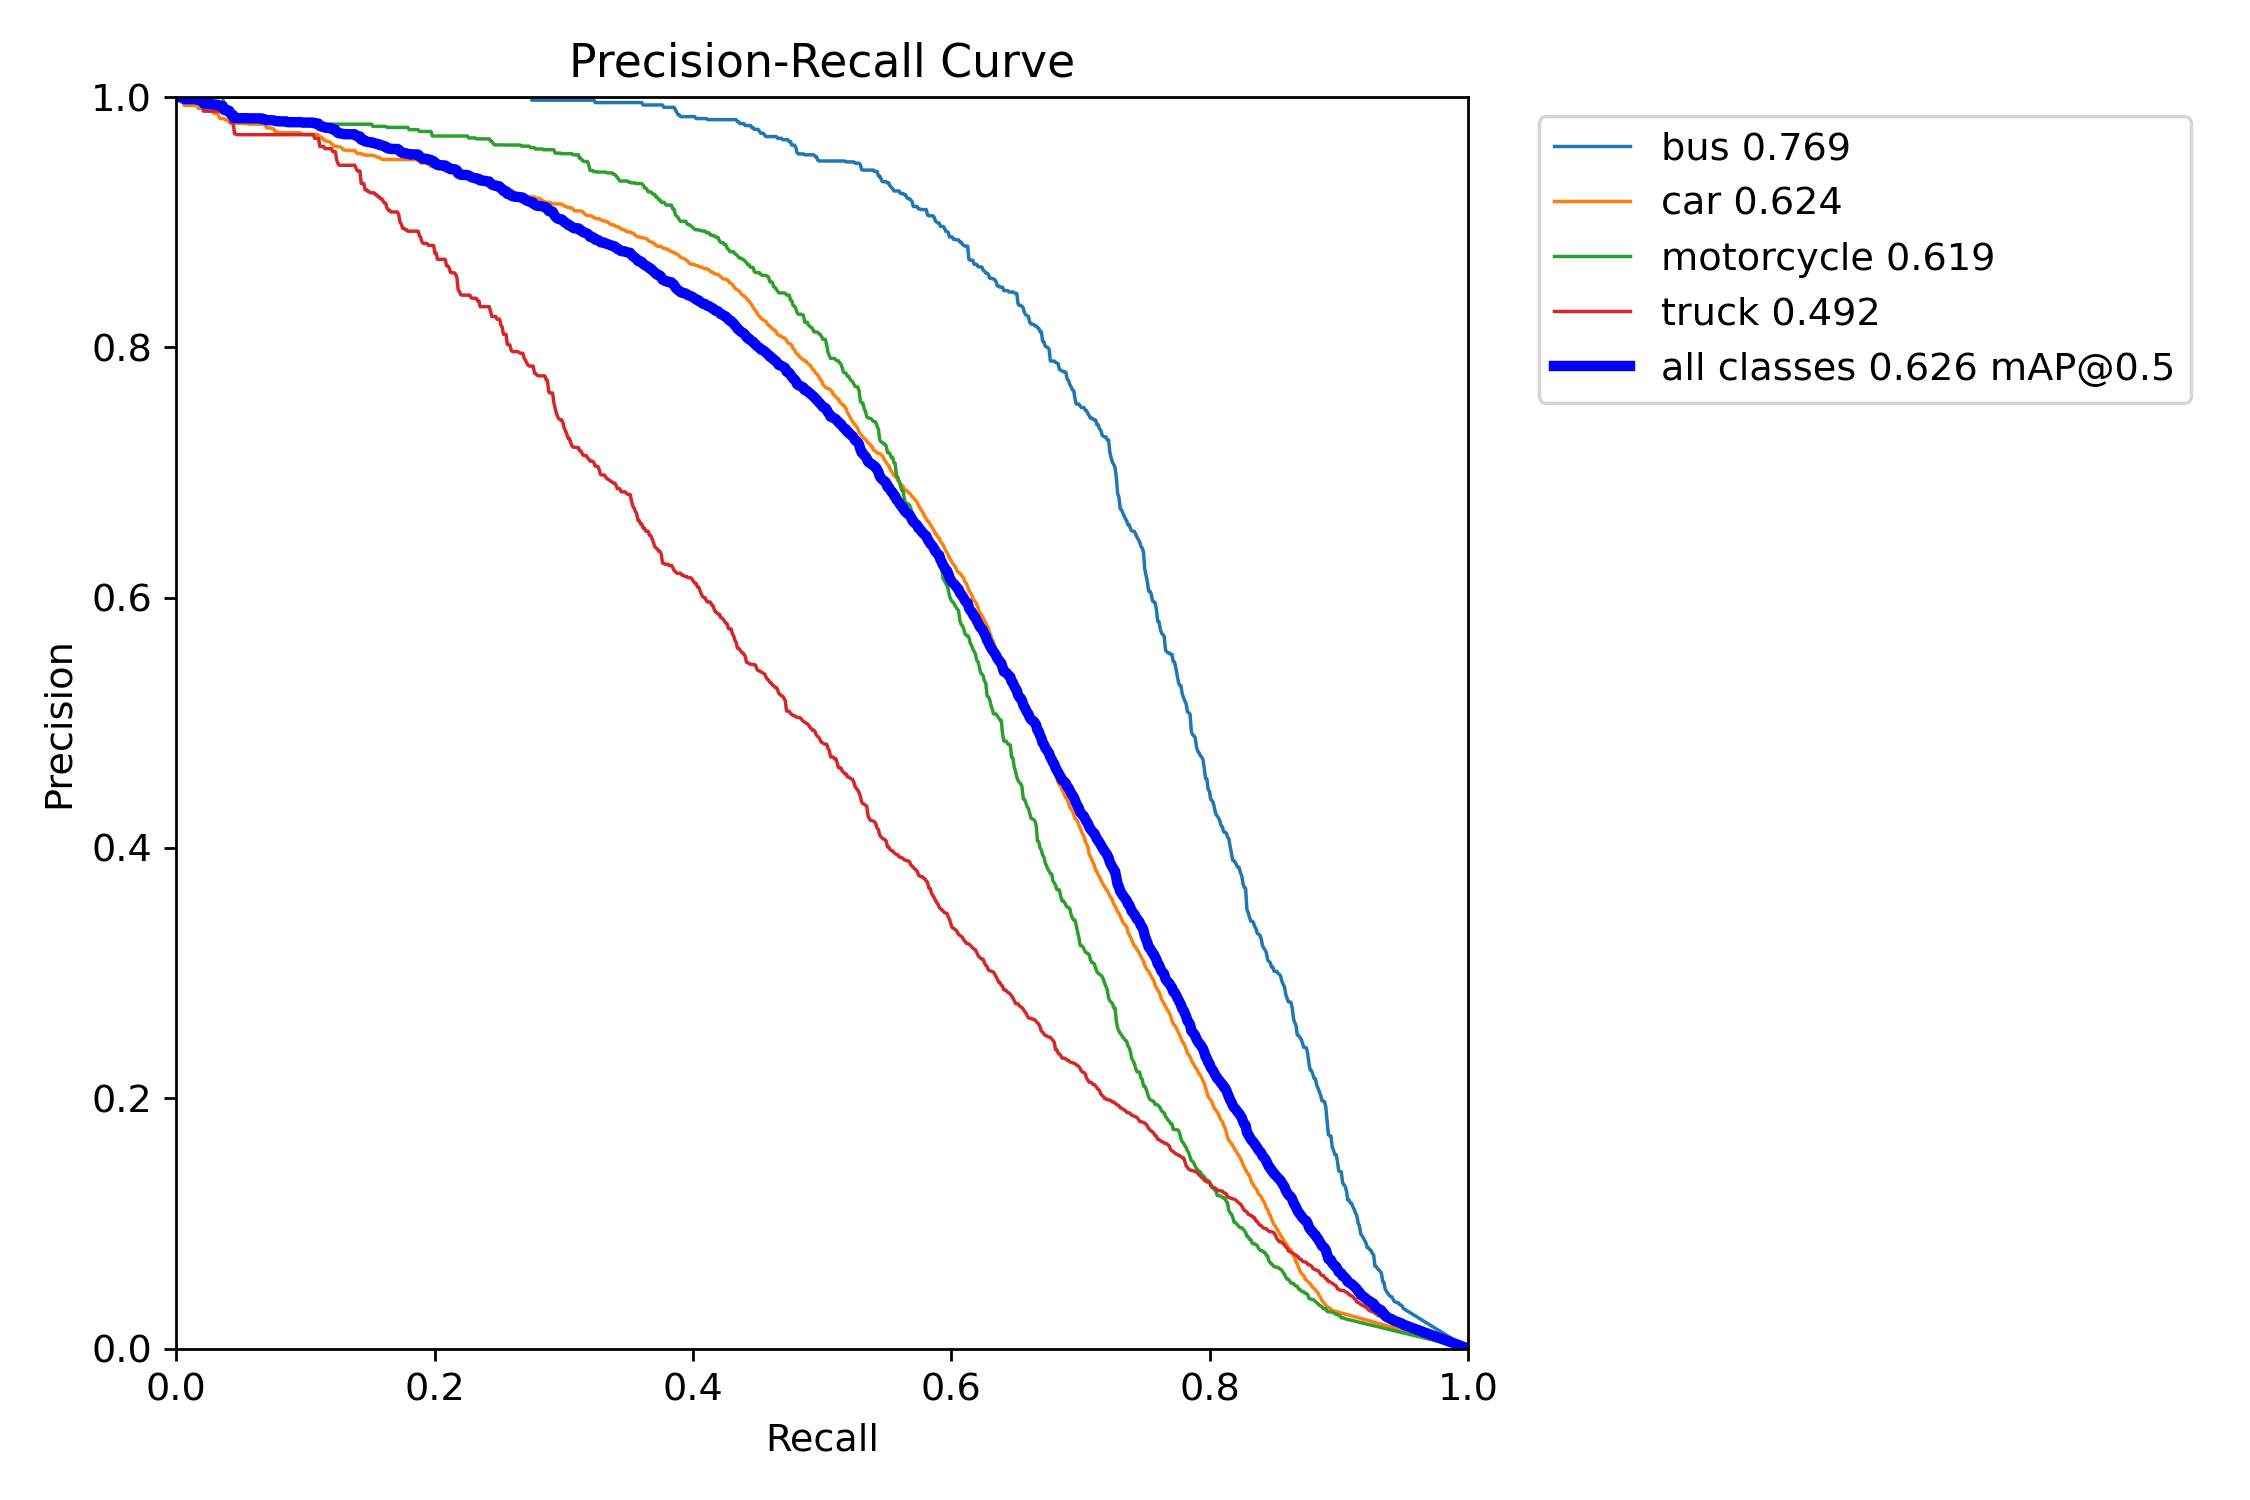 Precision-Recall Curve
1.0
0.8
0.6
0.4
0.2
0.0
Precision
0.0 0.2 0.4 0.6 0.8 1.0
Recall
bus 0.769
car 0.624
motorcycle 0.619
truck 0.492
all classes 0.626 mAP@0.5